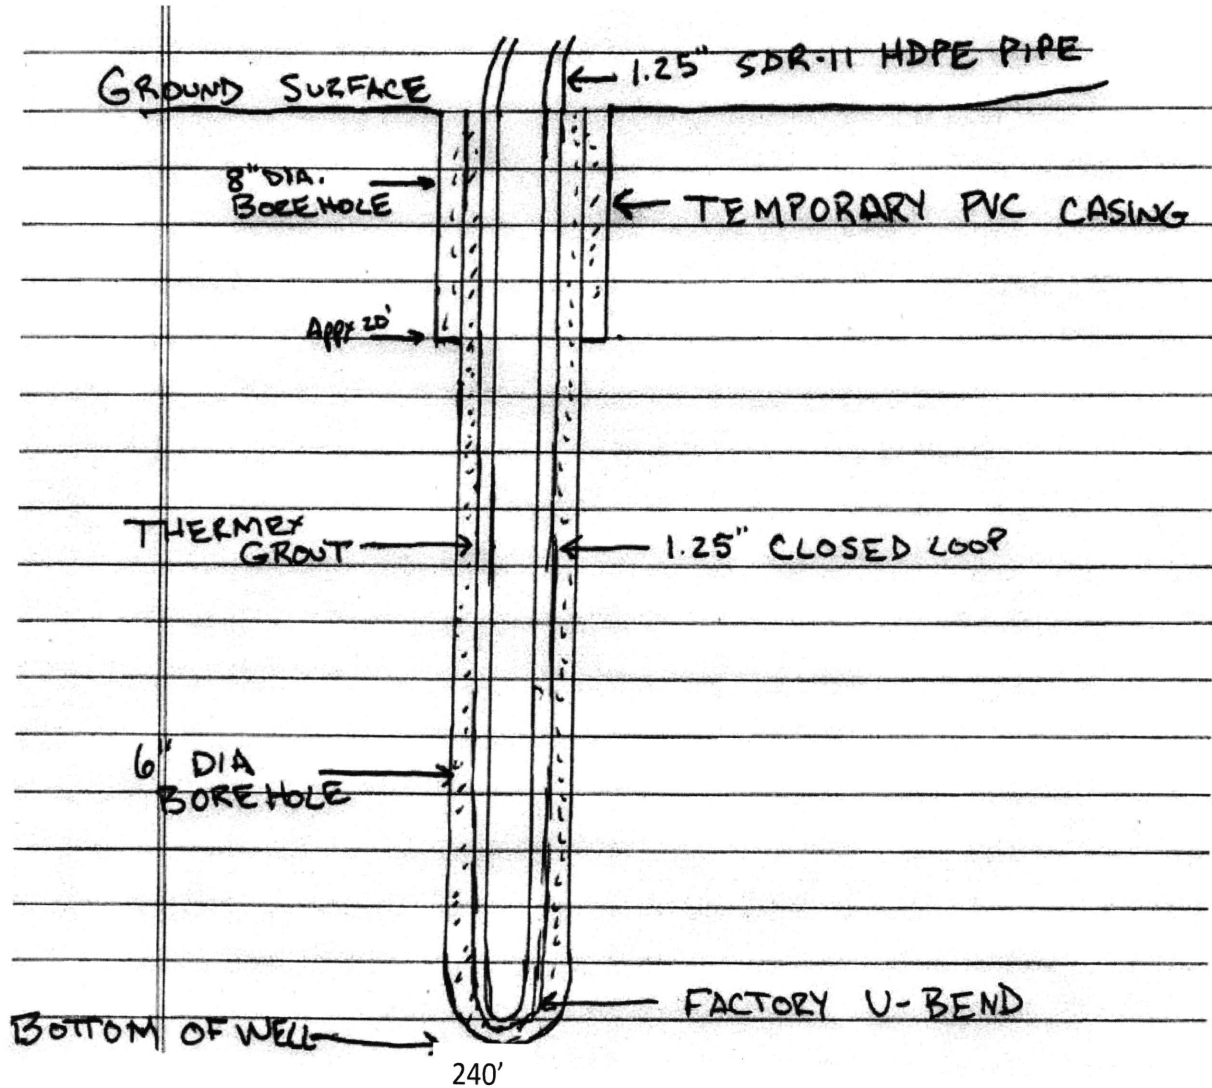 1.25" SDR-11 HDPE PIPE
GROUND SURFACE
8" DIA.
BOREHOLE
TEMPORARY PVC CASING
Appx 20'
THERMEX
GROUT
1.25" CLOSED LOOP
6" DIA
BOREHOLE
FACTORY U-BEND
BOTTOM OF WELL
240'